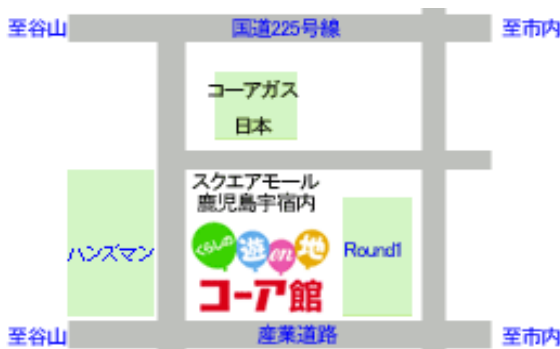 至谷山 国道225号線 至市内
コーアガス
日本
スクエアモール
鹿児島宇宿内
ハンズマン
くらしの遊en地
Round1
コーア館
至谷山 産業道路 至市内